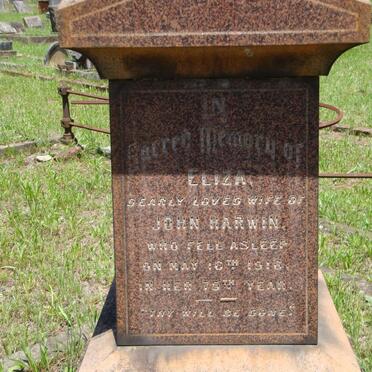 IN
Sacred Memory of
ELIZA,
DEARLY LOVED WIFE OF
JOHN HARWIN,
WHO FELL ASLEEP
ON MAY 16TH 1916.
IN HER 75TH YEAR.
"THY WILL BE DONE."